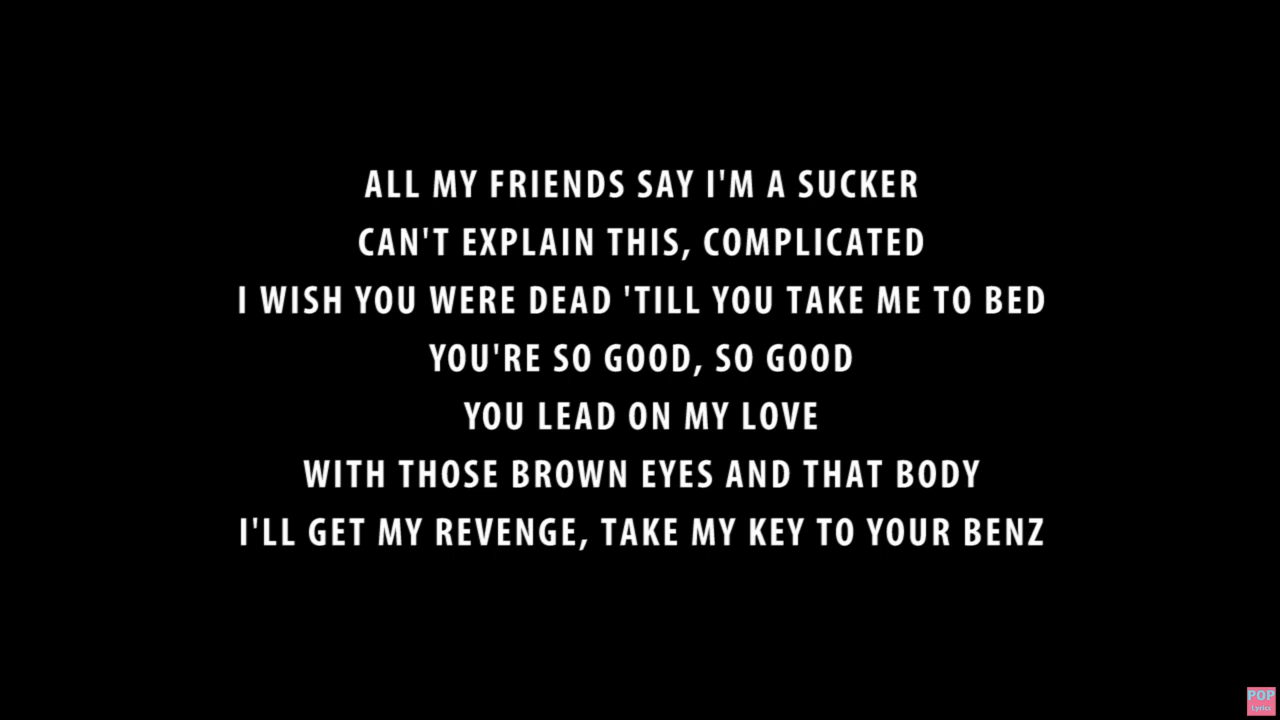 ALL MY FRIENDS SAY I'M A SUCKER
CAN'T EXPLAIN THIS, COMPLICATED
I WISH YOU WERE DEAD 'TILL YOU TAKE ME TO BED
YOU'RE SO GOOD, SO GOOD
YOU LEAD ON MY LOVE
WITH THOSE BROWN EYES AND THAT BODY
I'LL GET MY REVENGE, TAKE MY KEY TO YOUR BENZ
POP
Lyrics